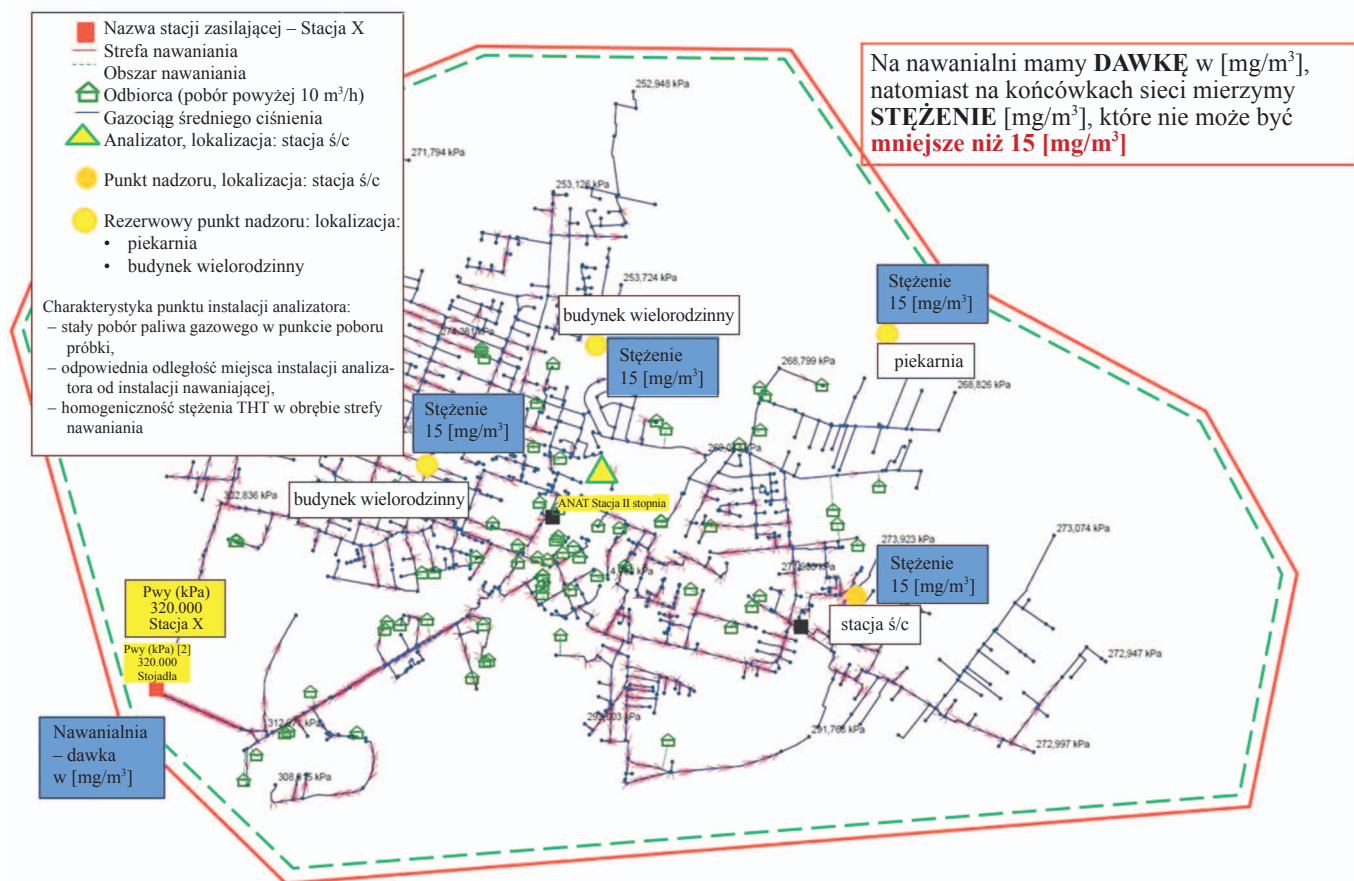 Nazwa stacji zasilającej – Stacja X
Strefa nawaniania
Obszar nawaniania
Odbiorca (pobór powyżej 10 m³/h)
Gazociąg średniego ciśnienia
Analizator, lokalizacja: stacja ś/c
Punkt nadzoru, lokalizacja: stacja ś/c
Rezerwowy punkt nadzoru: lokalizacja:
• piekarnia
• budynek wielorodzinny
Charakterystyka punktu instalacji analizatora:
– stały pobór paliwa gazowego w punkcie poboru
próbki,
– odpowiednia odległość miejsca instalacji analiza-
tora od instalacji nawaniającej,
– homogeniczność stężenia THT w obrębie strefy
nawaniania
Na nawanialni mamy DAWKĘ w [mg/m³],
natomiast na końcówkach sieci mierzymy
STĘŻENIE [mg/m³], które nie może być
mniejsze niż 15 [mg/m³]
252,948 kPa
271,794 kPa
253,126 kPa
253,724 kPa
budynek wielorodzinny
Stężenie
15 [mg/m³]
Stężenie
15 [mg/m³]
piekarnia
268,799 kPa
268,826 kPa
Stężenie
15 [mg/m³]
budynek wielorodzinny
ANAT Stacja II stopnia
302,836 kPa
273,074 kPa
273,923 kPa
Stężenie
15 [mg/m³]
stacja ś/c
Pwy (kPa)
320.000
Stacja X
Pwy (kPa) [2]
320.000
Stojadła
272,947 kPa
272,997 kPa
Nawanialnia
– dawka
w [mg/m³]